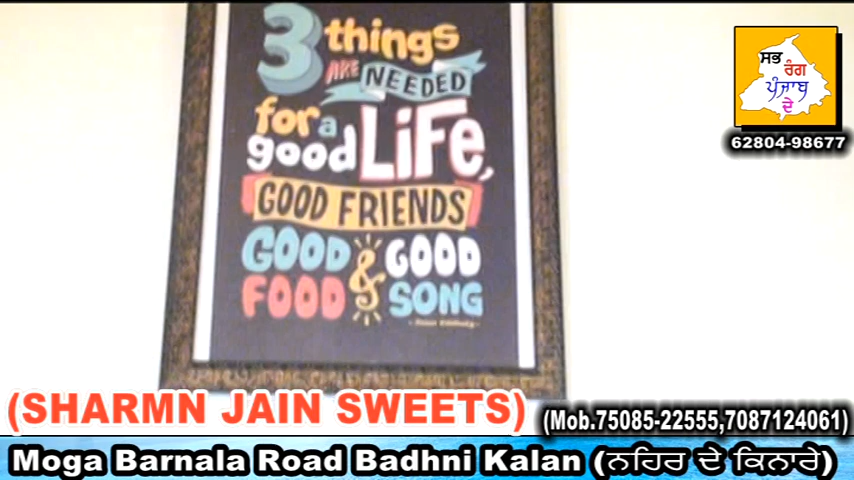 3 things
ARE NEEDED
for a
good LiFe,
GOOD FRIENDS
GOOD & GOOD
FOOD SONG
ਸਭ
ਰੰਗ
ਪੰਜਾਬ
ਦੇ
62804-98677
(SHARMN JAIN SWEETS) (Mob.75085-22555,7087124061)
Moga Barnala Road Badhni Kalan (ਨਹਿਰ ਦੇ ਕਿਨਾਰੇ)